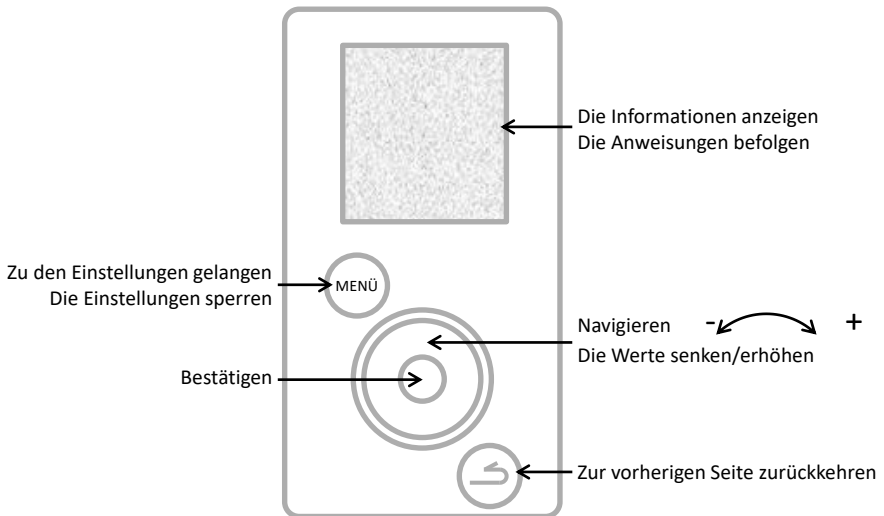 Die Informationen anzeigen
Die Anweisungen befolgen
Zu den Einstellungen gelangen
Die Einstellungen sperren
MENÜ
Navigieren - +
Die Werte senken/erhöhen
Bestätigen
Zur vorherigen Seite zurückkehren